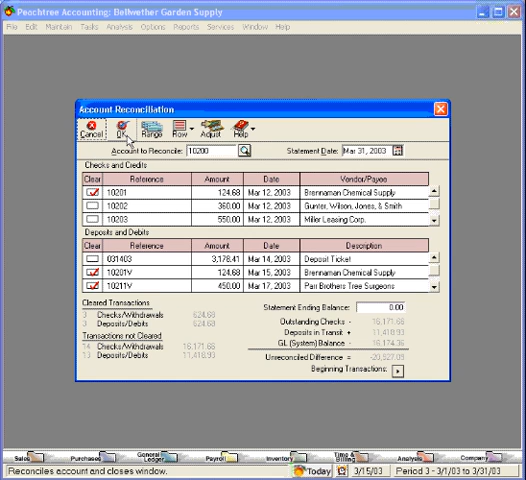 Peachtree Accounting: Bellwether Garden Supply
File Edit Maintain Tasks Analysis Options Reports Services Window Help
Account Reconciliation
Cancel OK Range Row Adjust Help
Account to Reconcile: 10200 Statement Date: Mar 31, 2003
Checks and Credits
Clear Reference Amount Date Vendor/Payee
10201 124.68 Mar 12, 2003 Brennaman Chemical Supply
10202 360.00 Mar 12, 2003 Gunter, Wilson, Jones, & Smith
10203 550.00 Mar 12, 2003 Miller Leasing Corp.
Deposits and Debits
Clear Reference Amount Date Description
031403 3,178.41 Mar 14, 2003 Deposit Ticket
10201V 124.68 Mar 15, 2003 Brennaman Chemical Supply
10211V 450.00 Mar 17, 2003 Pan Brothers Tree Surgeons
Cleared Transactions
3 Checks/Withdrawals 624.68
3 Deposits/Debits 624.68
Transactions not Cleared
14 Checks/Withdrawals 16,171.66
13 Deposits/Debits 11,418.93
Statement Ending Balance: 0.00
Outstanding Checks - 16,171.66
Deposits in Transit + 11,418.93
GL (System) Balance - 16,174.36
Unreconciled Difference = -20,927.09
Beginning Transactions:
Sales Purchases General Ledger Payroll Inventory Time & Billing Analysis Company
Reconciles account and closes window. Today 3/15/03 Period 3 - 3/1/03 to 3/31/03